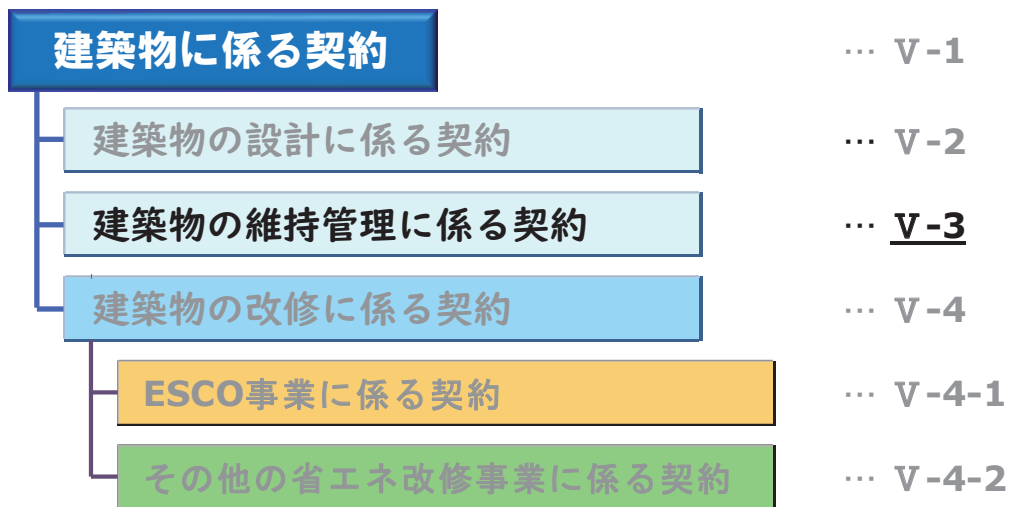 建築物に係る契約 … Ⅴ-1
建築物の設計に係る契約 … Ⅴ-2
建築物の維持管理に係る契約 … Ⅴ-3
建築物の改修に係る契約 … Ⅴ-4
ESCO事業に係る契約 … Ⅴ-4-1
その他の省エネ改修事業に係る契約 … Ⅴ-4-2